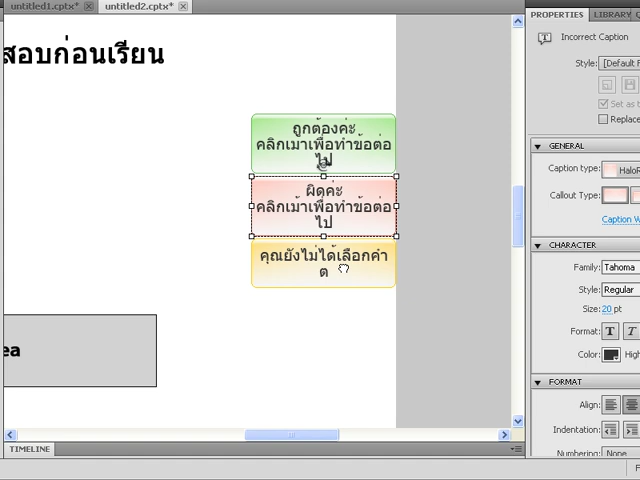 untitled1.cptx*
untitled2.cptx*
PROPERTIES
LIBRARY
Incorrect Caption
Style:
[Default
Set as
Replace
สอบก่อนเรียน
ถูกต้องค่ะ
คลิกเมาเพื่อทำข้อต่อ
ไป
ผิดค่ะ
คลิกเม้าเพื่อทำข้อต่อ
ไป
คุณยังไม่ได้เลือกคำ
ต
ea
GENERAL
Caption type:
Callout Type:
Caption
CHARACTER
Family:
Tahoma
Style:
Regular
Size:
20 pt
Format:
T
T
Color:
FORMAT
Align:
Indentation:
Numbering:
None
TIMELINE